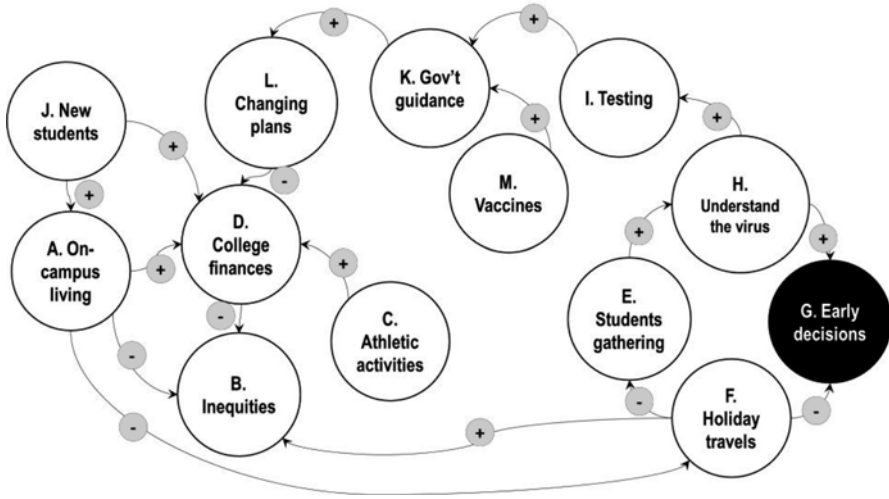 J. New
students
A. On-
campus
living
L.
Changing
plans
D.
College
finances
B.
Inequities
C.
Athletic
activities
K. Gov't
guidance
M.
Vaccines
I. Testing
H.
Understand
the virus
E.
Students
gathering
F.
Holiday
travels
G. Early
decisions
+
+
+
+
+
+
-
+
+
+
+
-
-
+
-
-
-
+